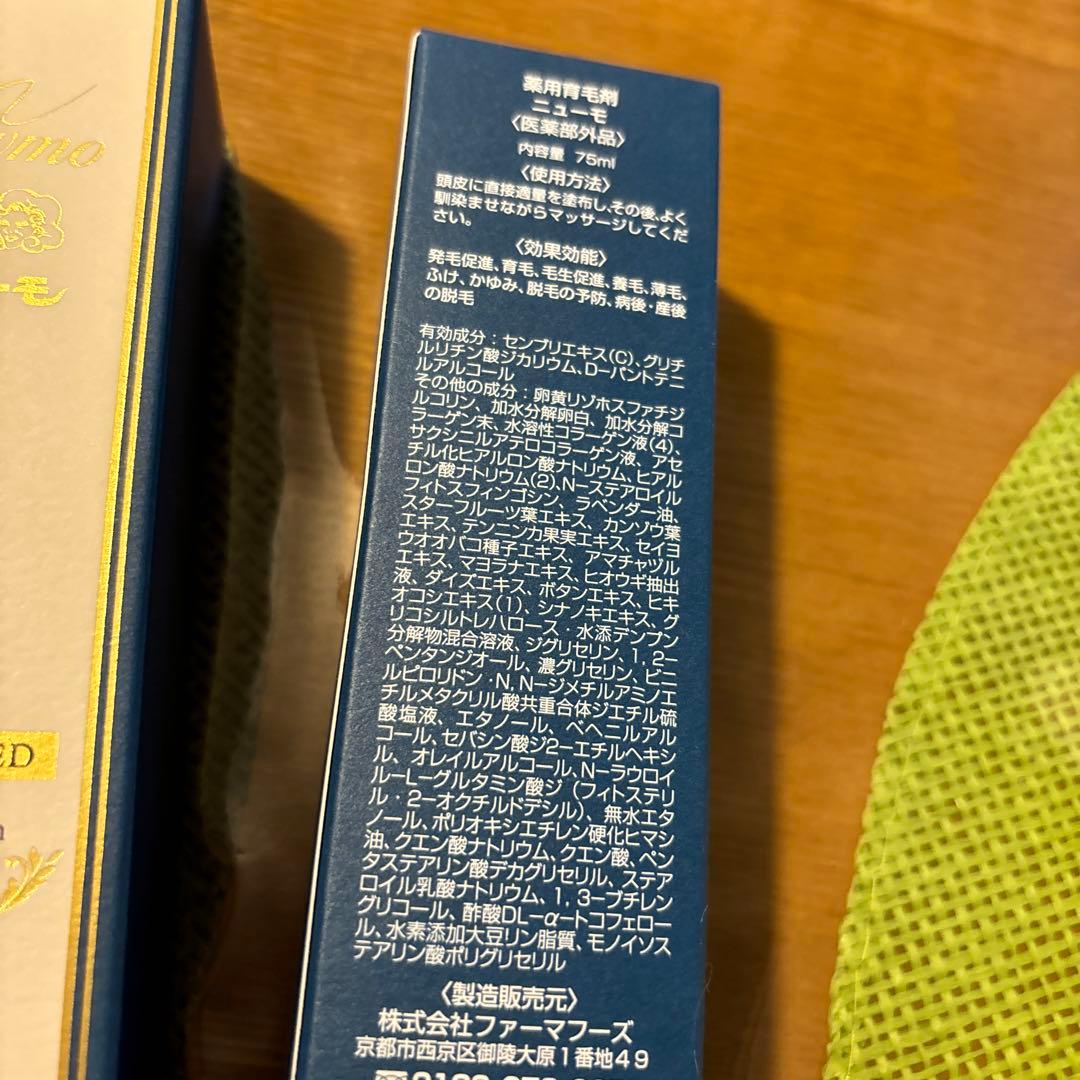 薬用育毛剤
ニューモ
〈医薬部外品〉
内容量 75ml
〈使用方法〉
頭皮に直接適量を塗布し、その後、よく
馴染ませながらマッサージしてくだ
さい。
〈効果効能〉
発毛促進、育毛、毛生促進、養毛、薄毛、
ふけ、かゆみ、脱毛の予防、病後・産後
の脱毛
有効成分：センブリエキス(C)、グリチ
ルリチン酸ジカリウム、D－パントテニ
ルアルコール
その他の成分：卵黄リゾホスファチジ
ルコリン、加水分解卵白、加水分解コ
ラーゲン末、水溶性コラーゲン液(4)、
サクシニルアテロコラーゲン液、アセ
チル化ヒアルロン酸ナトリウム、ヒアル
ロン酸ナトリウム(2)、N－ステアロイル
フィトスフィンゴシン、ラベンダー油、
スターフルーツ葉エキス、カンゾウ葉
エキス、テンニンカ果実エキス、セイヨ
ウオオバコ種子エキス、アマチャヅル
エキス、マヨラナエキス、ヒオウギ抽出
液、ダイズエキス、ボタンエキス、ヒキ
オコシエキス(1)、シナノキエキス、グ
リコシルトレハロース・水添デンプン
分解物混合溶液、ジグリセリン、1,2－
ペンタンジオール、濃グリセリン、ビニ
ルピロリドン・N,N－ジメチルアミノエ
チルメタクリル酸共重合体ジエチル硫
酸塩液、エタノール、ベヘニルアル
コール、セバシン酸ジ2－エチルヘキシ
ル、オレイルアルコール、N－ラウロイ
ル－L－グルタミン酸ジ（フィトステリ
ル・2－オクチルドデシル）、無水エタ
ノール、ポリオキシエチレン硬化ヒマシ
油、クエン酸ナトリウム、クエン酸、ペン
タステアリン酸デカグリセリル、ステア
ロイル乳酸ナトリウム、1,3－ブチレン
グリコール、酢酸DL－α－トコフェロー
ル、水素添加大豆リン脂質、モノイソス
テアリン酸ポリグリセリル
〈製造販売元〉
株式会社ファーマフーズ
京都市西京区御陵大原1番地49
umo
ーモ
ED